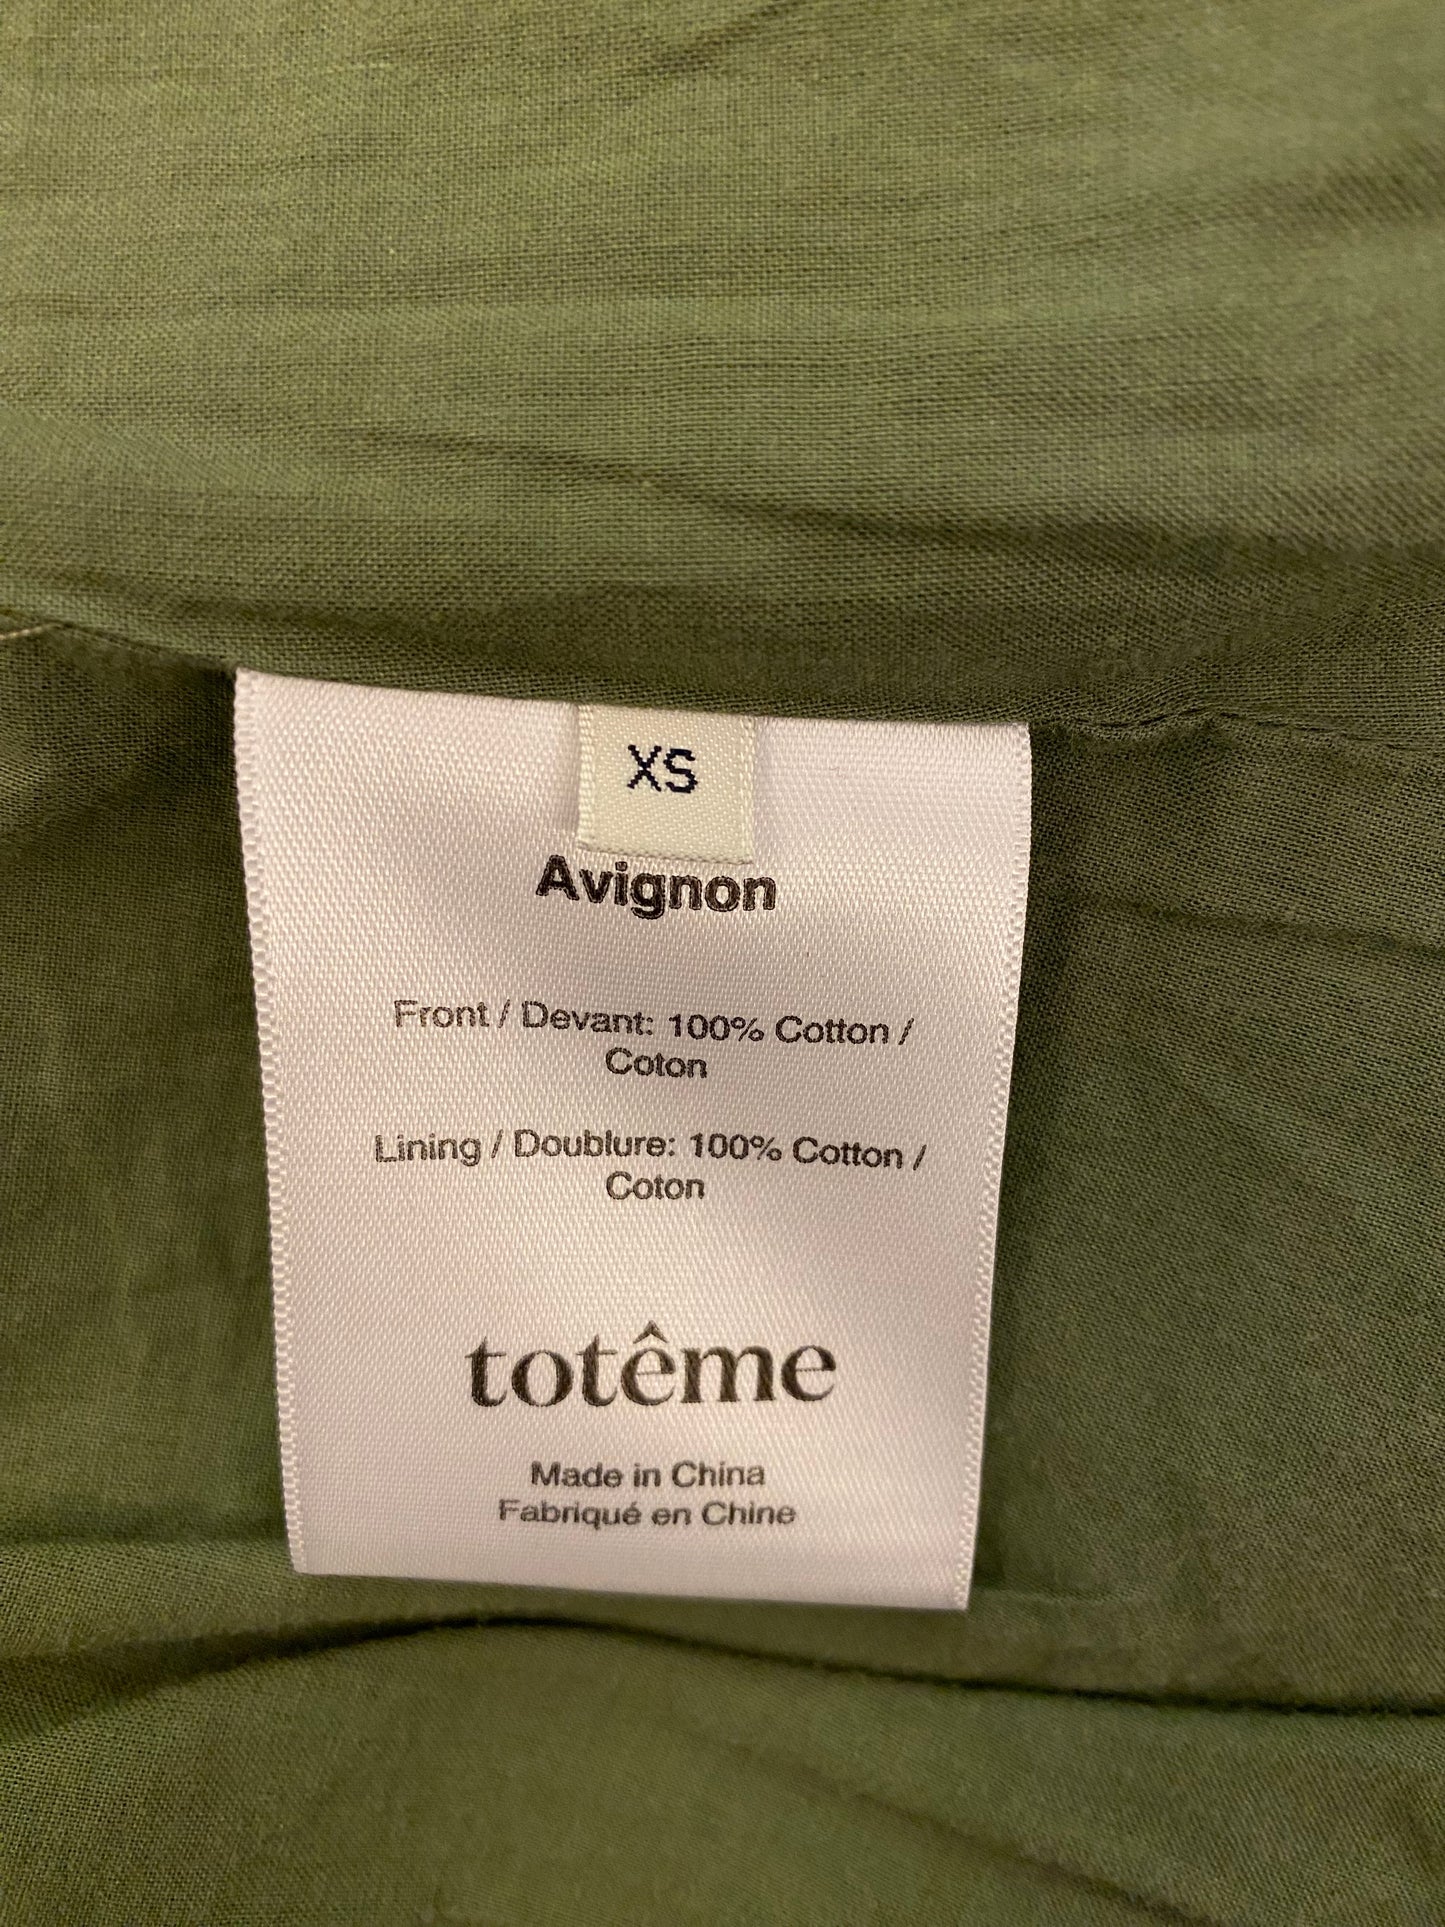 XS
Avignon
Front / Devant: 100% Cotton /
Coton
Lining / Doublure: 100% Cotton /
Coton
totême
Made in China
Fabriqué en Chine